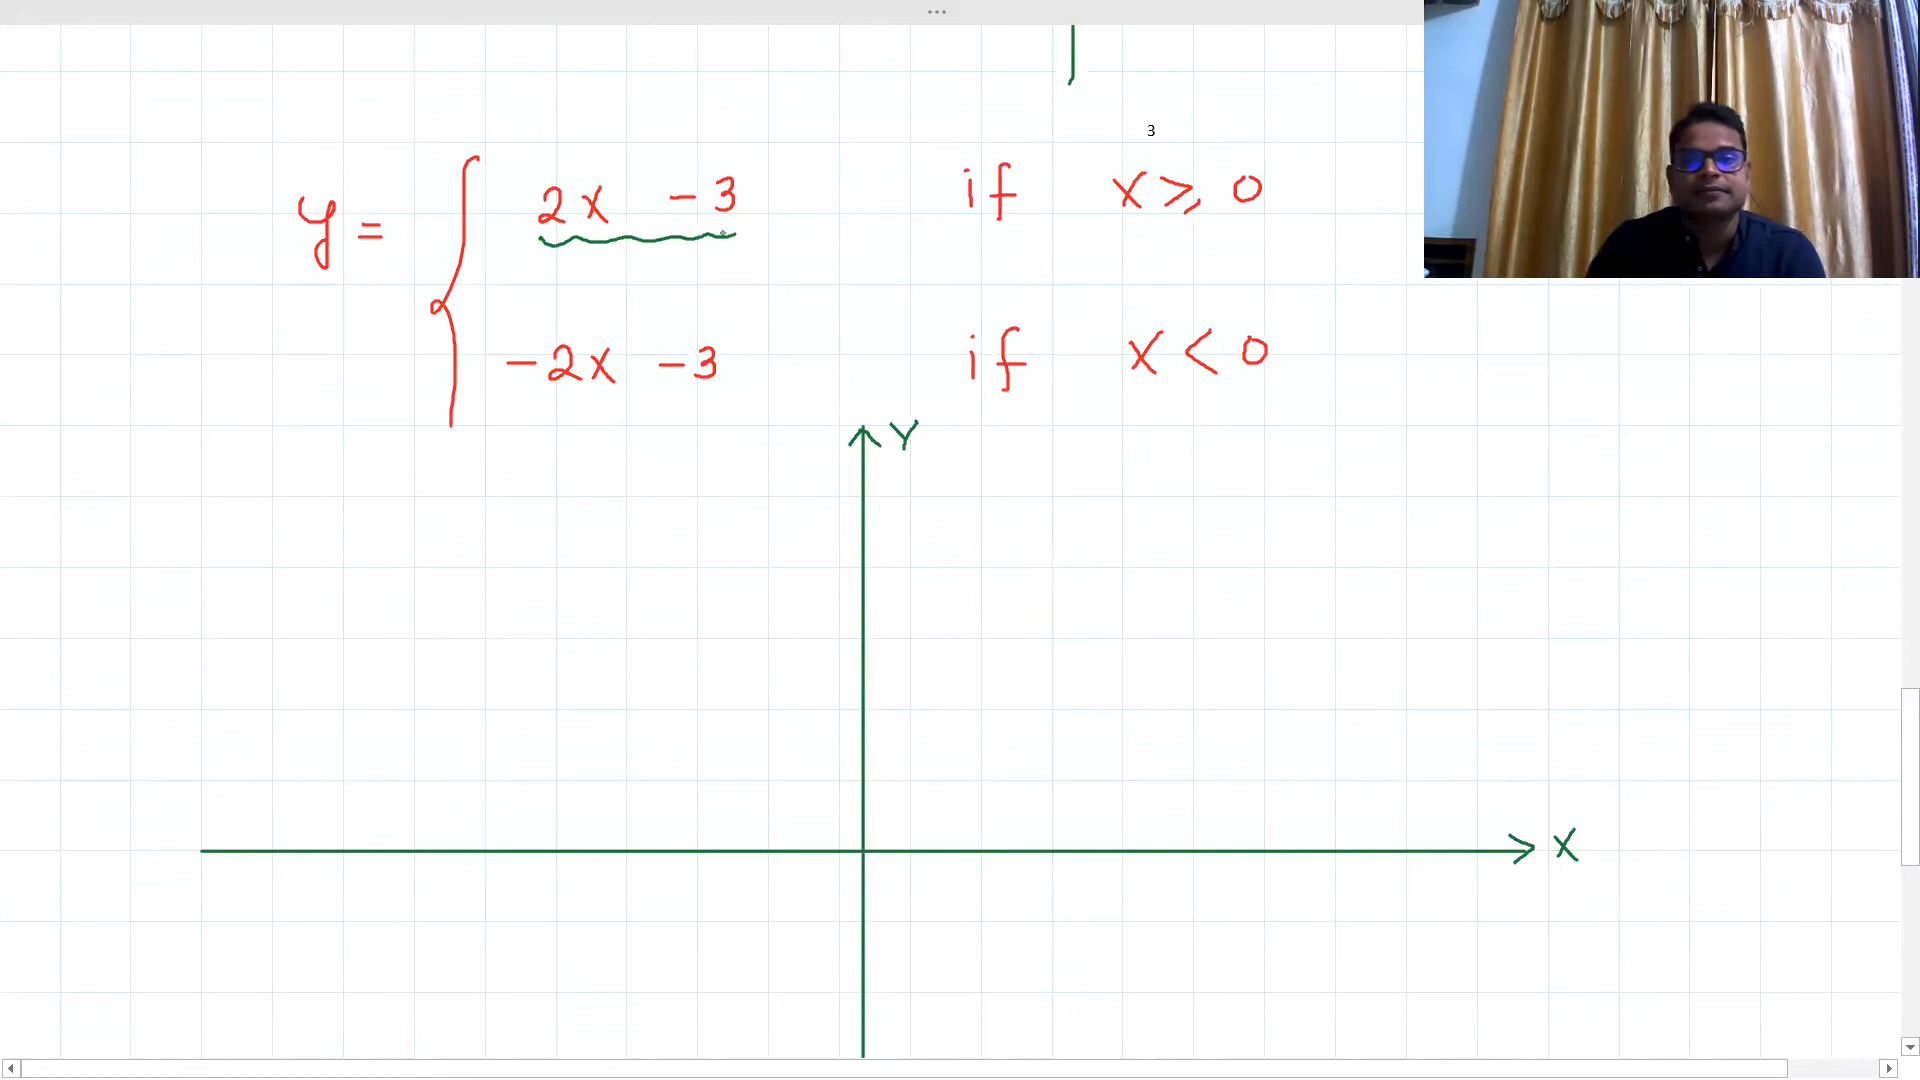 3
y = { 2x - 3 if x ⩾ 0
-2x - 3 if x < 0
Y
X